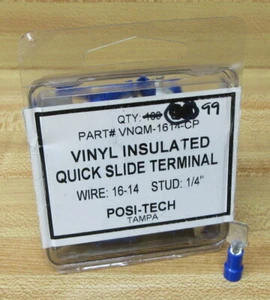 QTY: 100 99
PART# VNQM-1614-CP
VINYL INSULATED
QUICK SLIDE TERMINAL
WIRE: 16-14 STUD: 1/4"
POSI-TECH
TAMPA